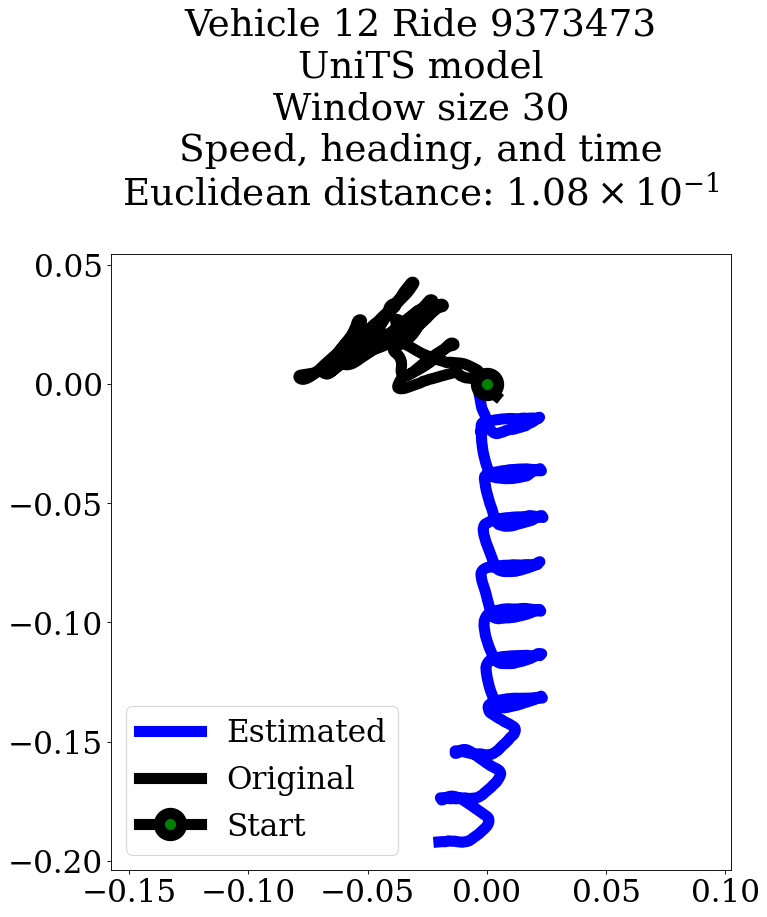 Vehicle 12 Ride 9373473
UniTS model
Window size 30
Speed, heading, and time
Euclidean distance: 1.08 × 10⁻¹
0.05
0.00
−0.05
−0.10
−0.15
−0.20
Estimated
Original
Start
−0.15 −0.10 −0.05 0.00 0.05 0.10